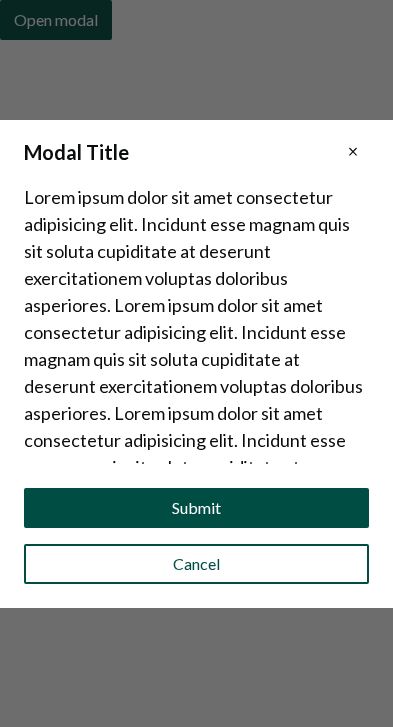 Open modal
Modal Title
×
Lorem ipsum dolor sit amet consectetur
adipisicing elit. Incidunt esse magnam quis
sit soluta cupiditate at deserunt
exercitationem voluptas doloribus
asperiores. Lorem ipsum dolor sit amet
consectetur adipisicing elit. Incidunt esse
magnam quis sit soluta cupiditate at
deserunt exercitationem voluptas doloribus
asperiores. Lorem ipsum dolor sit amet
consectetur adipisicing elit. Incidunt esse
Submit
Cancel